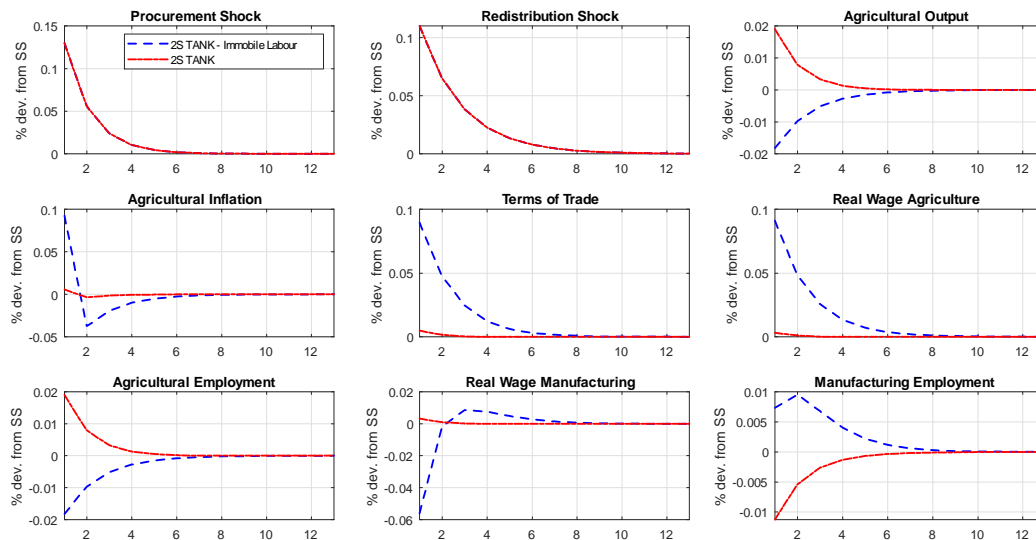 Procurement Shock
% dev. from SS
0.15
0.1
0.05
0
2 4 6 8 10 12
2S TANK - Immobile Labour
2S TANK
Redistribution Shock
% dev. from SS
0.1
0.05
0
2 4 6 8 10 12
Agricultural Output
% dev. from SS
0.02
0.01
0
-0.01
-0.02
2 4 6 8 10 12
Agricultural Inflation
% dev. from SS
0.1
0.05
0
-0.05
2 4 6 8 10 12
Terms of Trade
% dev. from SS
0.1
0.05
0
2 4 6 8 10 12
Real Wage Agriculture
% dev. from SS
0.1
0.05
0
2 4 6 8 10 12
Agricultural Employment
% dev. from SS
0.02
0.01
0
-0.01
-0.02
2 4 6 8 10 12
Real Wage Manufacturing
% dev. from SS
0.02
0
-0.02
-0.04
-0.06
2 4 6 8 10 12
Manufacturing Employment
% dev. from SS
0.01
0.005
0
-0.005
-0.01
2 4 6 8 10 12